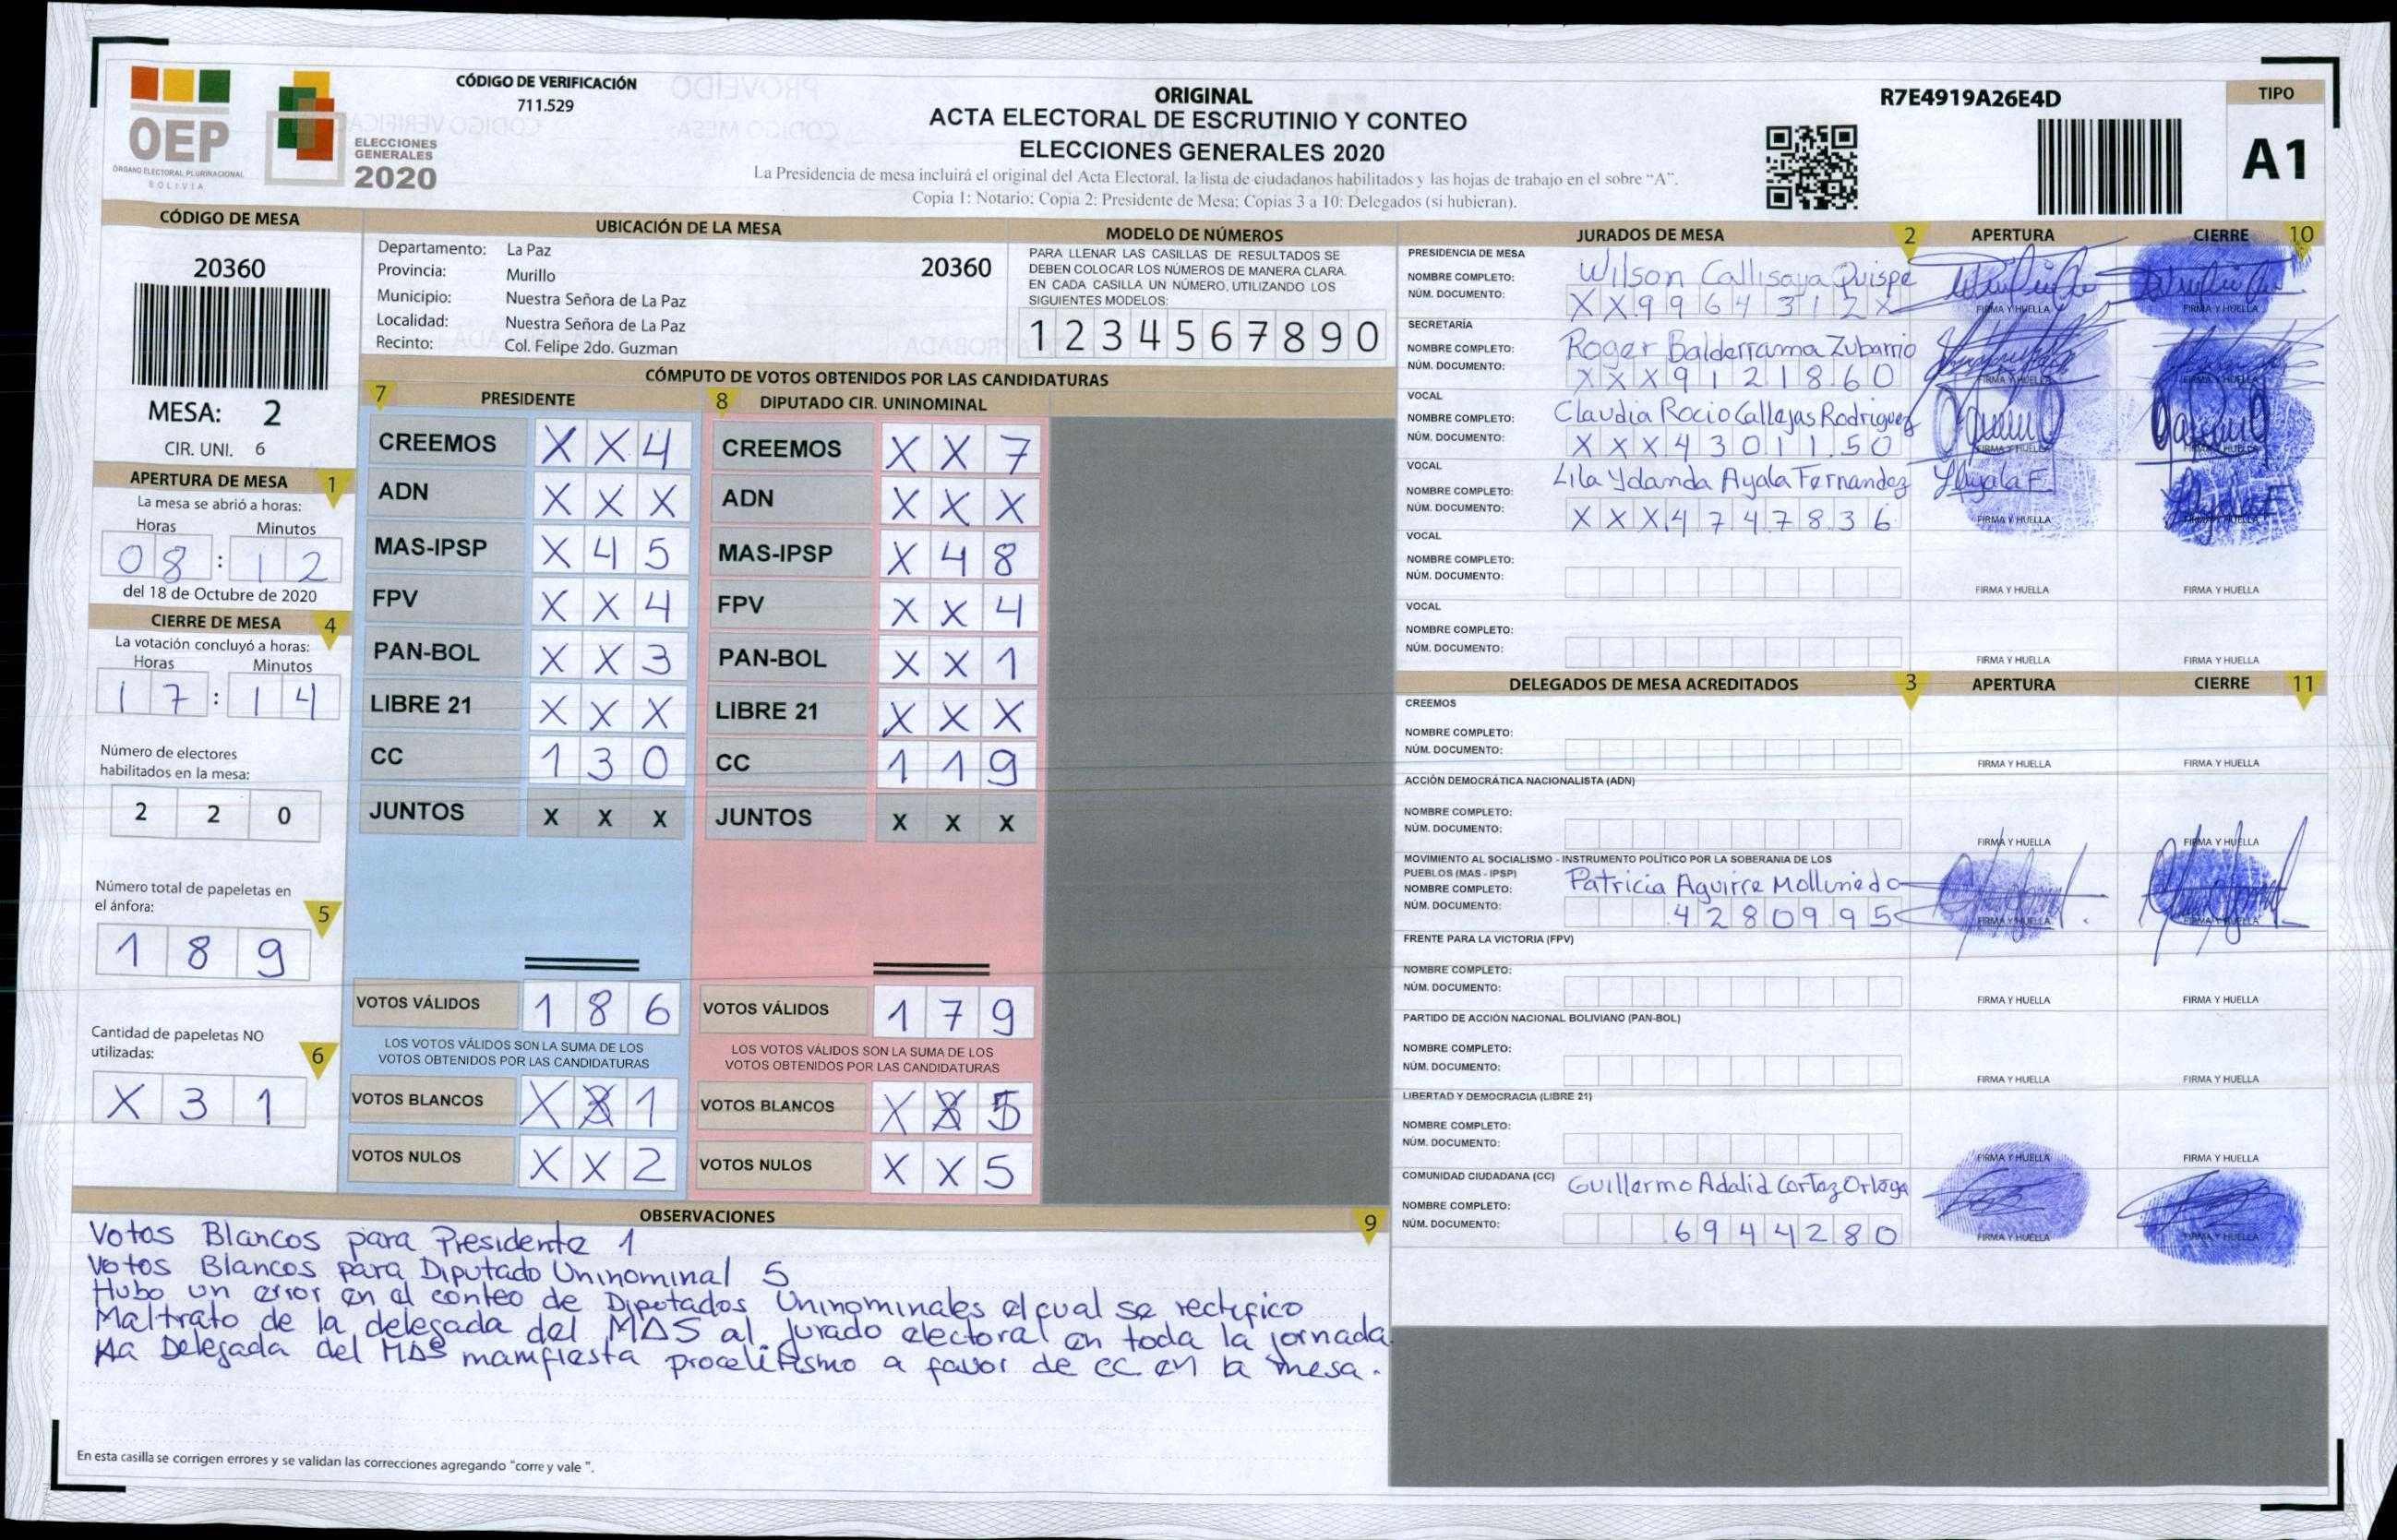 CÓDIGO DE VERIFICACIÓN
711.529
OEP
ÓRGANO ELECTORAL PLURINACIONAL
BOLIVIA
ELECCIONES
GENERALES
2020
ORIGINAL
ACTA ELECTORAL DE ESCRUTINIO Y CONTEO
ELECCIONES GENERALES 2020
La Presidencia de mesa incluirá el original del Acta Electoral, la lista de ciudadanos habilitados y las hojas de trabajo en el sobre “A”.
Copia 1: Notario; Copia 2: Presidente de Mesa; Copias 3 a 10: Delegados (si hubieran).
R7E4919A26E4D
TIPO
A1
CÓDIGO DE MESA
20360
MESA: 2
CIR. UNI. 6
APERTURA DE MESA 1
La mesa se abrió a horas:
Horas Minutos
08 : 12
del 18 de Octubre de 2020
CIERRE DE MESA 4
La votación concluyó a horas:
Horas Minutos
17 : 14
Número de electores
habilitados en la mesa:
2 2 0
Número total de papeletas en
el ánfora: 5
1 8 9
Cantidad de papeletas NO
utilizadas: 6
X 3 1
UBICACIÓN DE LA MESA
Departamento: La Paz
Provincia: Murillo
Municipio: Nuestra Señora de La Paz
Localidad: Nuestra Señora de La Paz
Recinto: Col. Felipe 2do. Guzman
20360
MODELO DE NÚMEROS
PARA LLENAR LAS CASILLAS DE RESULTADOS SE
DEBEN COLOCAR LOS NÚMEROS DE MANERA CLARA.
EN CADA CASILLA UN NÚMERO, UTILIZANDO LOS
SIGUIENTES MODELOS:
1 2 3 4 5 6 7 8 9 0
CÓMPUTO DE VOTOS OBTENIDOS POR LAS CANDIDATURAS
7 PRESIDENTE
CREEMOS X X 4
ADN X X X
MAS-IPSP X 4 5
FPV X X 4
PAN-BOL X X 3
LIBRE 21 X X X
CC 1 3 0
JUNTOS X X X
VOTOS VÁLIDOS 1 8 6
LOS VOTOS VÁLIDOS SON LA SUMA DE LOS
VOTOS OBTENIDOS POR LAS CANDIDATURAS
VOTOS BLANCOS X X 1
VOTOS NULOS X X 2
8 DIPUTADO CIR. UNINOMINAL
CREEMOS X X 7
ADN X X X
MAS-IPSP X 4 8
FPV X X 4
PAN-BOL X X 1
LIBRE 21 X X X
CC 1 1 9
JUNTOS X X X
VOTOS VÁLIDOS 1 7 9
LOS VOTOS VÁLIDOS SON LA SUMA DE LOS
VOTOS OBTENIDOS POR LAS CANDIDATURAS
VOTOS BLANCOS X X 5
VOTOS NULOS X X 5
OBSERVACIONES 9
Votos Blancos para Presidente 1
Votos Blancos para Diputado Uninominal 5
Hubo un error en el conteo de Diputados Uninominales el cual se rectifico
Maltrato de la delegada del MAS al jurado electoral en toda la jornada
La Delegada del MAS manifiesta procelitismo a favor de CC en la mesa.
En esta casilla se corrigen errores y se validan las correcciones agregando “corre y vale ”.
JURADOS DE MESA 2 APERTURA CIERRE 10
PRESIDENCIA DE MESA
NOMBRE COMPLETO: Wilson Callisaya Quispe
NÚM. DOCUMENTO: X X 9 9 6 4 3 1 2 X
FIRMA Y HUELLA FIRMA Y HUELLA
SECRETARÍA
NOMBRE COMPLETO: Roger Balderrama Zubarrio
NÚM. DOCUMENTO: X X X 9 1 2 1 8 6 0
FIRMA Y HUELLA FIRMA Y HUELLA
VOCAL
NOMBRE COMPLETO: Claudia Rocio Callejas Rodriguez
NÚM. DOCUMENTO: X X X 4 3 0 1 1 5 0
FIRMA Y HUELLA FIRMA Y HUELLA
VOCAL
NOMBRE COMPLETO: Lila Yolanda Ayala Fernandez
NÚM. DOCUMENTO: X X X 4 7 4 7 8 3 6
FIRMA Y HUELLA FIRMA Y HUELLA
VOCAL
NOMBRE COMPLETO:
NÚM. DOCUMENTO:
FIRMA Y HUELLA FIRMA Y HUELLA
VOCAL
NOMBRE COMPLETO:
NÚM. DOCUMENTO:
FIRMA Y HUELLA FIRMA Y HUELLA
DELEGADOS DE MESA ACREDITADOS 3 APERTURA CIERRE 11
CREEMOS
NOMBRE COMPLETO:
NÚM. DOCUMENTO:
FIRMA Y HUELLA FIRMA Y HUELLA
ACCIÓN DEMOCRÁTICA NACIONALISTA (ADN)
NOMBRE COMPLETO:
NÚM. DOCUMENTO:
FIRMA Y HUELLA FIRMA Y HUELLA
MOVIMIENTO AL SOCIALISMO - INSTRUMENTO POLÍTICO POR LA SOBERANIA DE LOS
PUEBLOS (MAS - IPSP)
NOMBRE COMPLETO: Patricia Aguirre Mollinedo
NÚM. DOCUMENTO: 4 2 8 0 9 9 5
FIRMA Y HUELLA FIRMA Y HUELLA
FRENTE PARA LA VICTORIA (FPV)
NOMBRE COMPLETO:
NÚM. DOCUMENTO:
FIRMA Y HUELLA FIRMA Y HUELLA
PARTIDO DE ACCIÓN NACIONAL BOLIVIANO (PAN-BOL)
NOMBRE COMPLETO:
NÚM. DOCUMENTO:
FIRMA Y HUELLA FIRMA Y HUELLA
LIBERTAD Y DEMOCRACIA (LIBRE 21)
NOMBRE COMPLETO:
NÚM. DOCUMENTO:
FIRMA Y HUELLA FIRMA Y HUELLA
COMUNIDAD CIUDADANA (CC) Guillermo Adalid Cortez Ortega
NOMBRE COMPLETO:
NÚM. DOCUMENTO: 6 9 4 4 2 8 0
FIRMA Y HUELLA FIRMA Y HUELLA